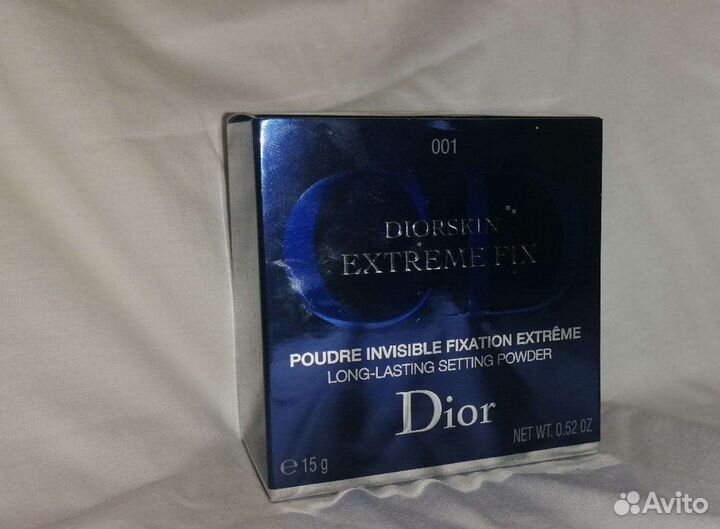 001
CD
DIORSKIN
EXTREME FIX
POUDRE INVISIBLE FIXATION EXTRÊME
LONG-LASTING SETTING POWDER
Dior
NET WT. 0.52 OZ
℮ 15 g
Avito